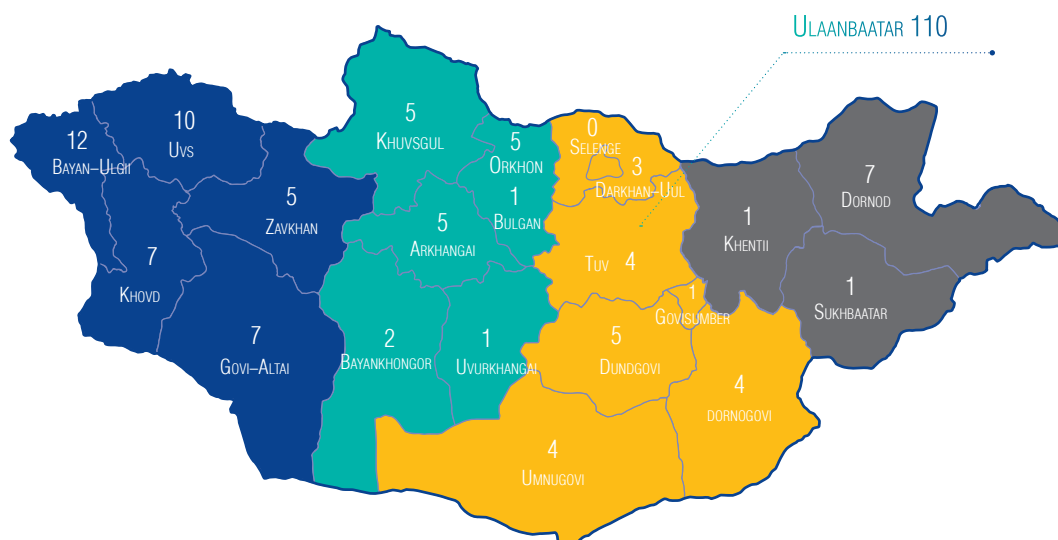 ULAANBAATAR 110
12
BAYAN–ULGII
10
UVS
5
ZAVKHAN
7
KHOVD
7
GOVI–ALTAI
5
KHUVSGUL
5
ORKHON
1
BULGAN
5
ARKHANGAI
2
BAYANKHONGOR
1
UVURKHANGAI
0
SELENGE
3
DARKHAN–UUL
TUV 4
1
GOVISUMBER
5
DUNDGOVI
4
DORNOGOVI
4
UMNUGOVI
1
KHENTII
7
DORNOD
1
SUKHBAATAR